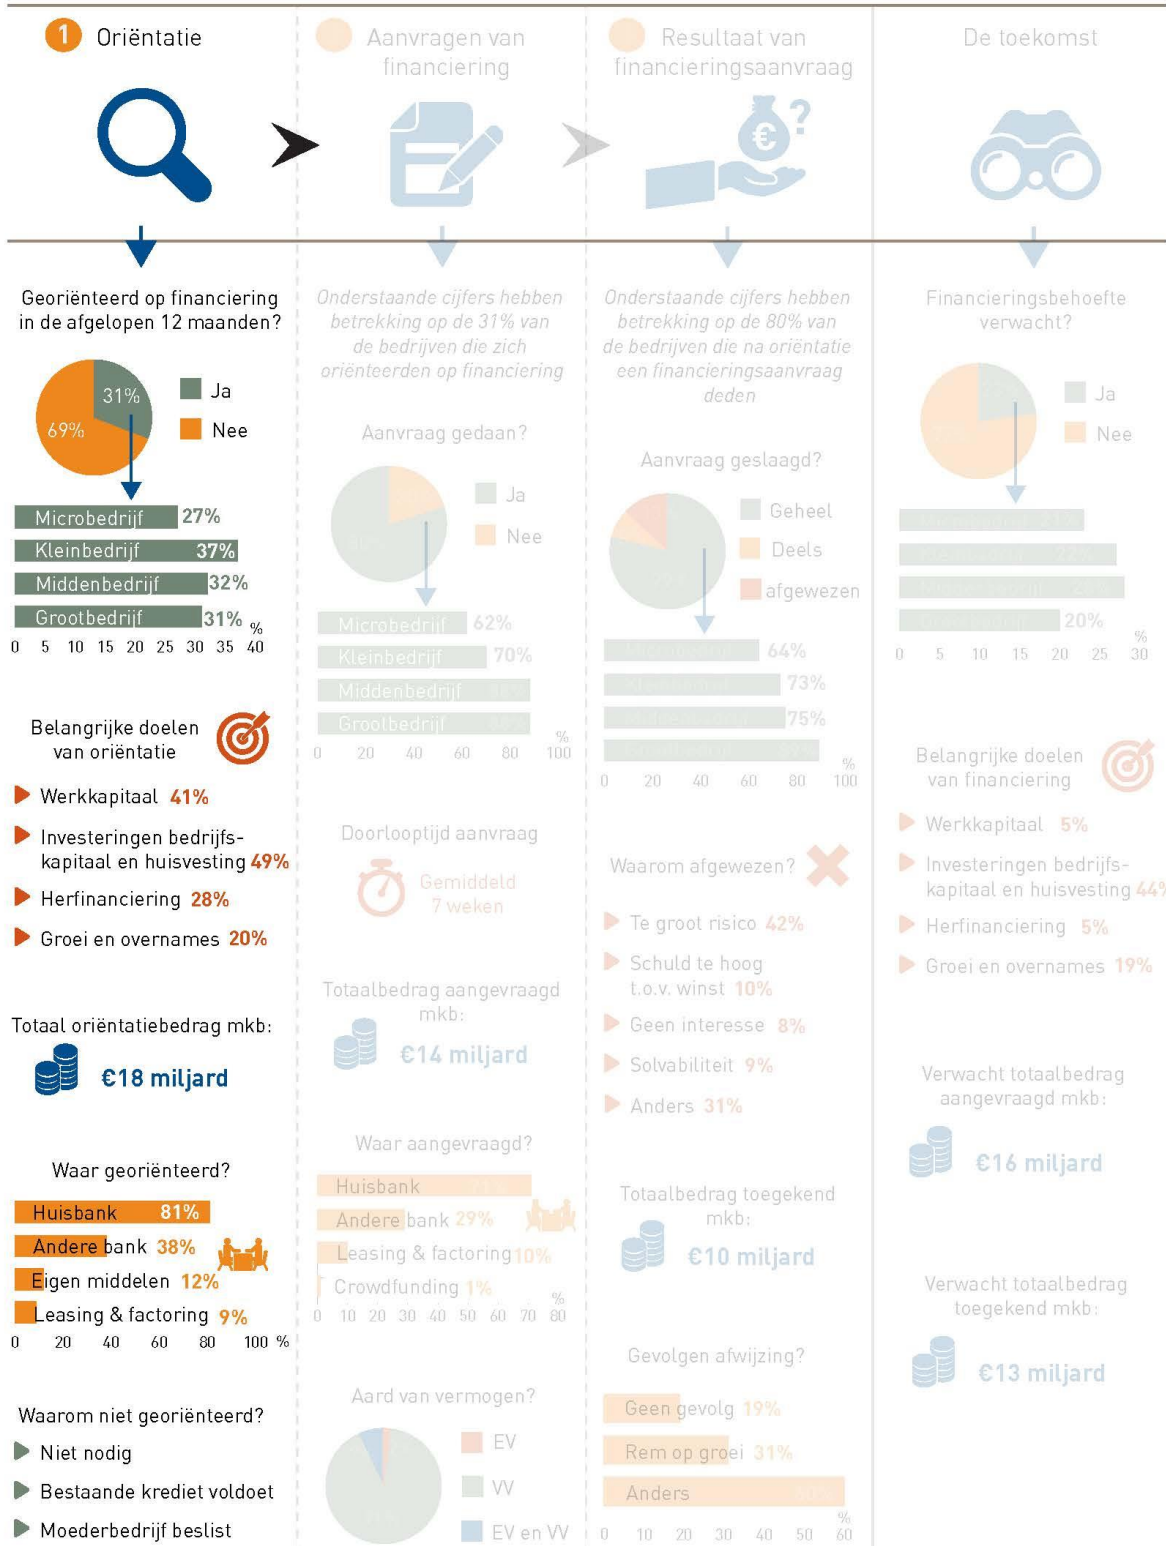 1 Oriëntatie
Georiënteerd op financiering
in de afgelopen 12 maanden?
31%
69%
Ja
Nee
Microbedrijf 27%
Kleinbedrijf 37%
Middenbedrijf 32%
Grootbedrijf 31%
%
0 5 10 15 20 25 30 35 40
Belangrijke doelen
van oriëntatie
Werkkapitaal 41%
Investeringen bedrijfs-
kapitaal en huisvesting 49%
Herfinanciering 28%
Groei en overnames 20%
Totaal oriëntatiebedrag mkb:
€18 miljard
Waar georiënteerd?
Huisbank 81%
Andere bank 38%
Eigen middelen 12%
Leasing & factoring 9%
0 20 40 60 80 100 %
Waarom niet georiënteerd?
Niet nodig
Bestaande krediet voldoet
Moederbedrijf beslist
Aanvragen van
financiering
Onderstaande cijfers hebben
betrekking op de 31% van
de bedrijven die zich
oriënteerden op financiering
Aanvraag gedaan?
Ja
Nee
Microbedrijf 62%
Kleinbedrijf 70%
Middenbedrijf
Grootbedrijf
%
0 20 40 60 80 100
Doorlooptijd aanvraag
Gemiddeld
7 weken
Totaalbedrag aangevraagd
mkb:
€14 miljard
Waar aangevraagd?
Huisbank
Andere bank 29%
Leasing & factoring 10%
Crowdfunding 1%
%
0 10 20 30 40 50 60 70 80
Aard van vermogen?
EV
VV
EV en VV
Resultaat van
financieringsaanvraag
€ ?
Onderstaande cijfers hebben
betrekking op de 80% van
de bedrijven die na oriëntatie
een financieringsaanvraag
deden
Aanvraag geslaagd?
Geheel
Deels
afgewezen
64%
73%
75%
%
0 20 40 60 80 100
Waarom afgewezen?
Te groot risico 42%
Schuld te hoog
t.o.v. winst 10%
Geen interesse 8%
Solvabiliteit 9%
Anders 31%
Totaalbedrag toegekend
mkb:
€10 miljard
Gevolgen afwijzing?
Geen gevolg 19%
Rem op groei 31%
Anders
%
0 10 20 30 40 50 60
De toekomst
Financieringsbehoefte
verwacht?
Ja
Nee
20%
%
0 5 10 15 20 25 30
Belangrijke doelen
van financiering
Werkkapitaal 5%
Investeringen bedrijfs-
kapitaal en huisvesting 44%
Herfinanciering 5%
Groei en overnames 19%
Verwacht totaalbedrag
aangevraagd mkb:
€16 miljard
Verwacht totaalbedrag
toegekend mkb:
€13 miljard